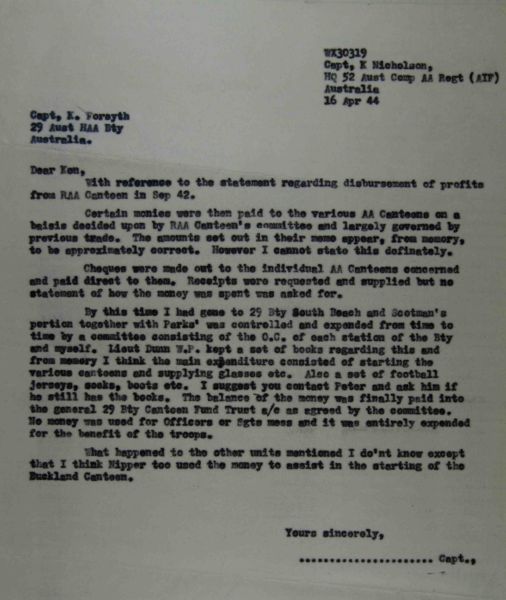 WX30319
Capt, K Nicholson,
HQ 52 Aust Comp AA Regt (AIF)
Australia
16 Apr 44
Capt, K. Forsyth
29 Aust HAA Bty
Australia.
Dear Ken,
With reference to the statement regarding disbursement of profits
from RAA Canteen in Sep 42.
Certain monies were then paid to the various AA Canteens on a
baisis decided upon by RAA Canteen's committee and largely governed by
previous trade. The amounts set out in their memo appear, from memory,
to be approximately correct. However I cannot state this definately.
Cheques were made out to the individual AA Canteens concerned
and paid direct to them. Receipts were requested and supplied but no
statement of how the money was spent was asked for.
By this time I had gone to 29 Bty South Beach and Scotman's
portion together with Parks' was controlled and expended from time to
time by a committee consisting of the O.C. of each station of the Bty
and myself. Lieut Dunn W.P. kept a set of books regarding this and
from memory I think the main expenditure consisted of starting the
various canteens and supplying glasses etc. Also a set of football
jerseys, socks, boots etc. I suggest you contact Peter and ask him if
he still has the books. The balance of the money was finally paid into
the general 29 Bty Canteen Fund Trust a/c as agreed by the committee.
No money was used for Officers or Sgts mess and it was entirely expended
for the benefit of the troops.
What happened to the other units mentioned I do'nt know except
that I think Nipper too used the money to assist in the starting of the
Buckland Canteen.
Yours sincerely,
...................... Capt.,